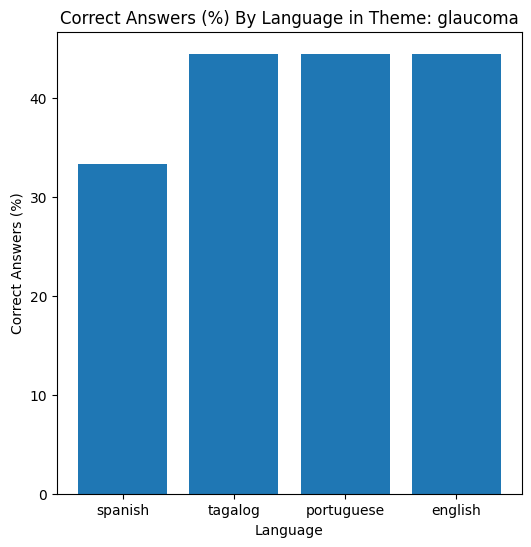 Correct Answers (%) By Language in Theme: glaucoma
Correct Answers (%)
40
30
20
10
0
spanish tagalog portuguese english
Language